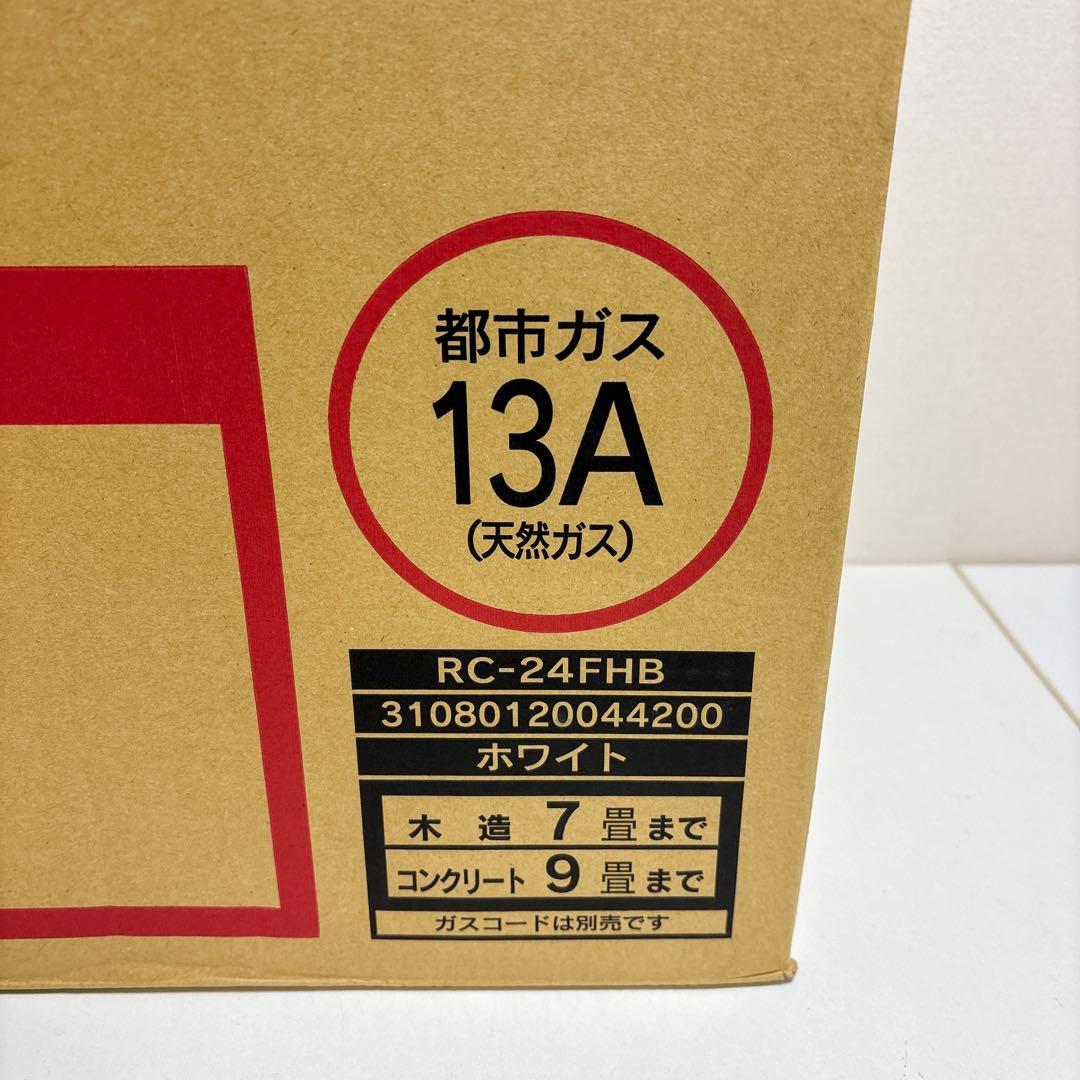 都市ガス
13A
(天然ガス)
RC-24FHB
31080120044200
ホワイト
木造 7 畳まで
コンクリート 9 畳まで
ガスコードは別売です